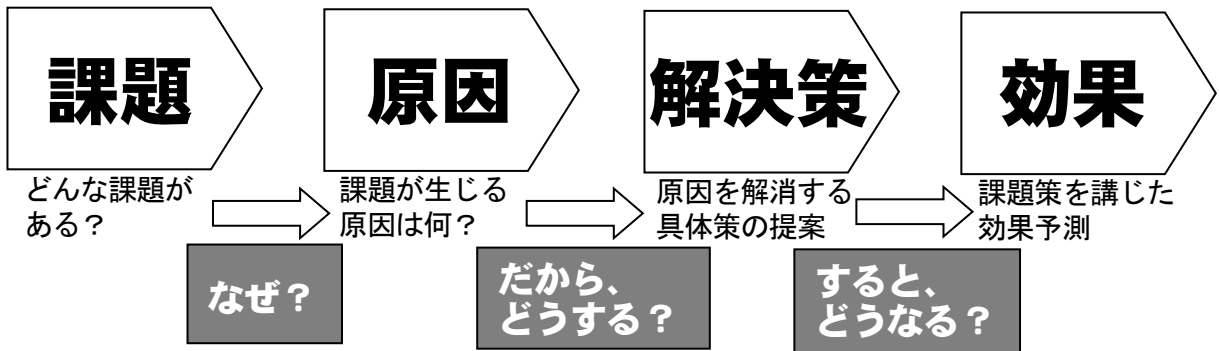 課題
原因
解決策
効果
どんな課題が
ある？
課題が生じる
原因は何？
原因を解消する
具体策の提案
課題策を講じた
効果予測
なぜ？
だから、
どうする？
すると、
どうなる？